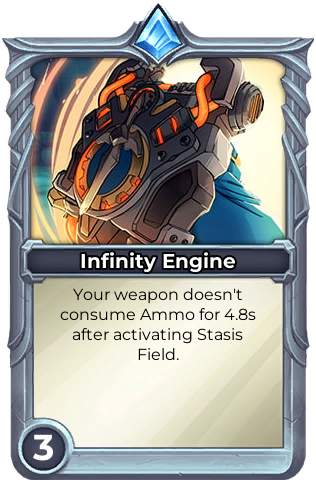 Infinity Engine
Your weapon doesn't
consume Ammo for 4.8s
after activating Stasis
Field.
3